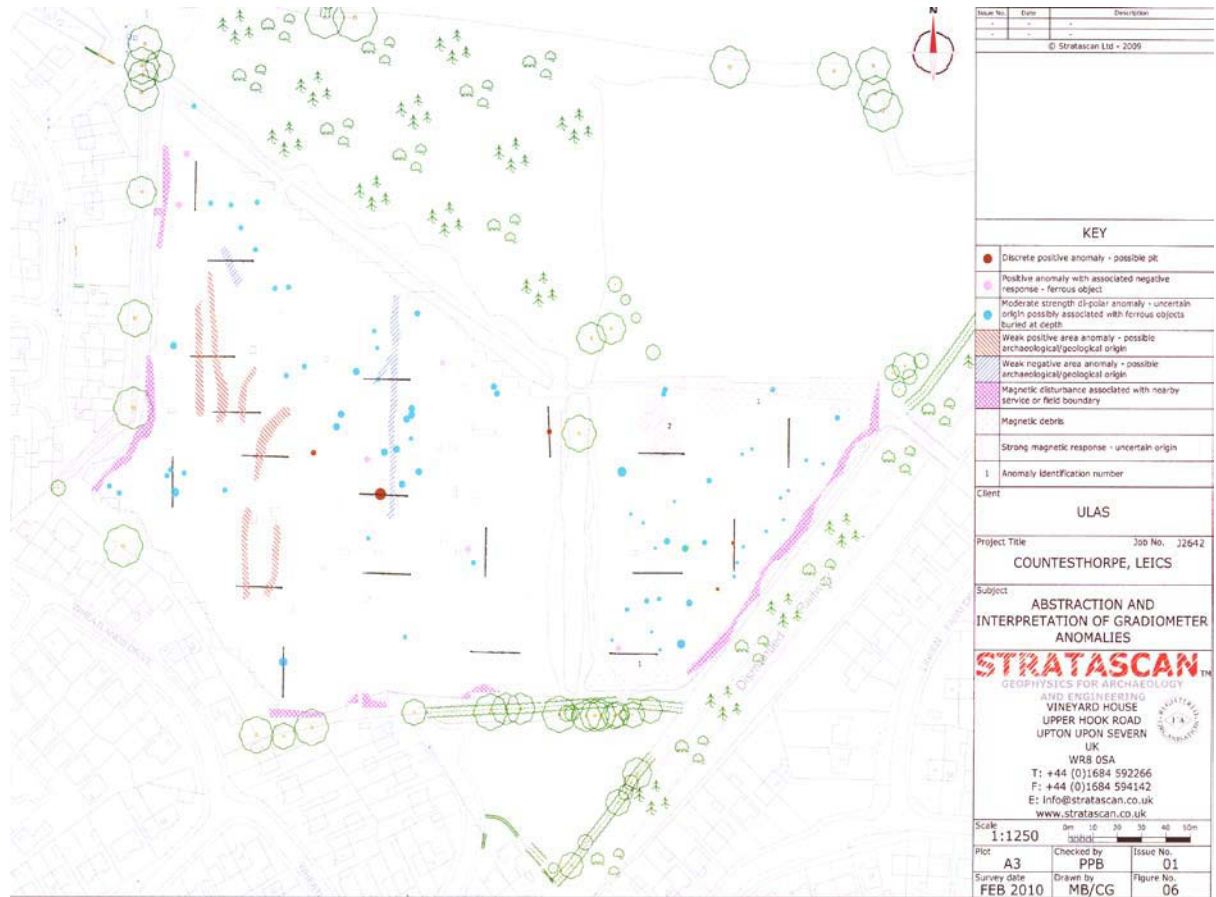 N
1
2
1
Dismantled Railway
Issue No. Date Description
- - -
- - -
© Stratascan Ltd - 2009
KEY
Discrete positive anomaly - possible pit
Positive anomaly with associated negative
response - ferrous object
Moderate strength di-polar anomaly - uncertain
origin possibly associated with ferrous objects
buried at depth
Weak positive area anomaly - possible
archaeological/geological origin
Weak negative area anomaly - possible
archaeological/geological origin
Magnetic disturbance associated with nearby
service or field boundary
Magnetic debris
Strong magnetic response - uncertain origin
1 Anomaly identification number
Client
ULAS
Project Title Job No. J2642
COUNTESTHORPE, LEICS
Subject
ABSTRACTION AND
INTERPRETATION OF GRADIOMETER
ANOMALIES
STRATASCAN TM
GEOPHYSICS FOR ARCHAEOLOGY
AND ENGINEERING
VINEYARD HOUSE
UPPER HOOK ROAD
UPTON UPON SEVERN
UK
WR8 0SA
T: +44 (0)1684 592266
F: +44 (0)1684 594142
E: info@stratascan.co.uk
www.stratascan.co.uk
Scale
1:1250
0m 10 20 30 40 50m
Plot Checked by Issue No.
A3 PPB 01
Survey date Drawn by Figure No.
FEB 2010 MB/CG 06